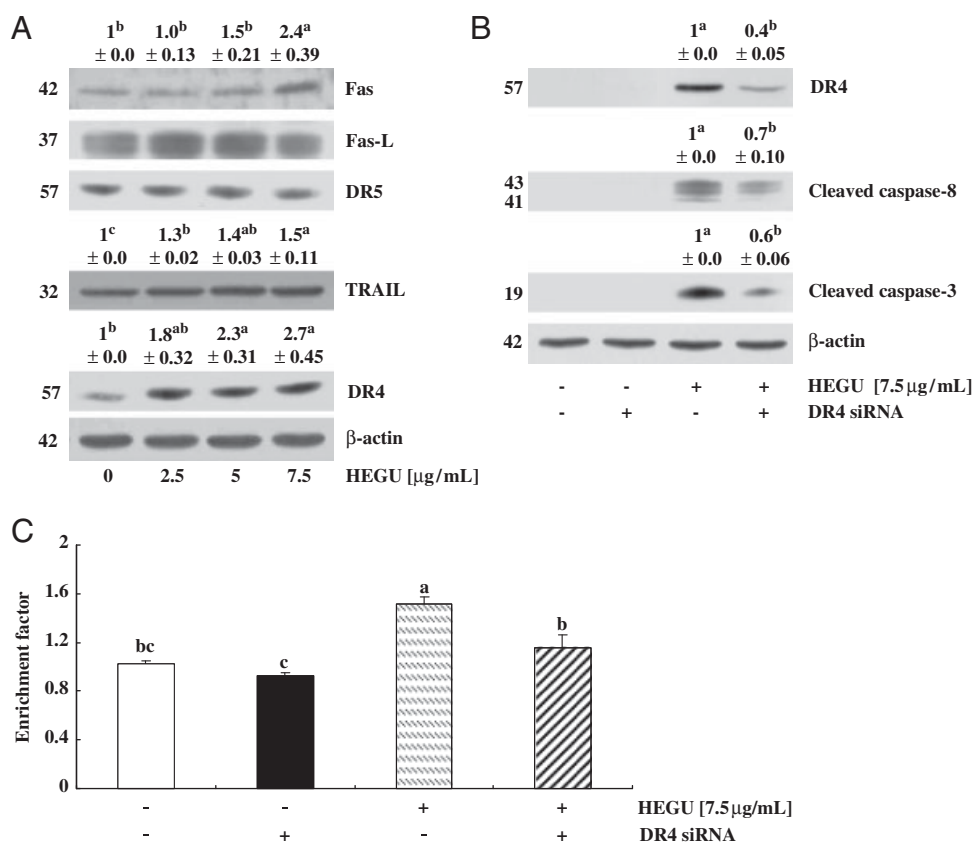 A
1ᵇ 1.0ᵇ 1.5ᵇ 2.4ᵃ
± 0.0 ± 0.13 ± 0.21 ± 0.39
42 Fas
37 Fas-L
57 DR5
1ᶜ 1.3ᵇ 1.4ᵃᵇ 1.5ᵃ
± 0.0 ± 0.02 ± 0.03 ± 0.11
32 TRAIL
1ᵇ 1.8ᵃᵇ 2.3ᵃ 2.7ᵃ
± 0.0 ± 0.32 ± 0.31 ± 0.45
57 DR4
42 β-actin
0 2.5 5 7.5 HEGU [μg/mL]
B
1ᵃ 0.4ᵇ
± 0.0 ± 0.05
57 DR4
1ᵃ 0.7ᵇ
± 0.0 ± 0.10
43
41 Cleaved caspase-8
1ᵃ 0.6ᵇ
± 0.0 ± 0.06
19 Cleaved caspase-3
42 β-actin
- - + + HEGU [7.5 μg/mL]
- + - + DR4 siRNA
C
Enrichment factor
2
1.6
1.2
0.8
0.4
0
bc c a b
- - + + HEGU [7.5 μg/mL]
- + - + DR4 siRNA